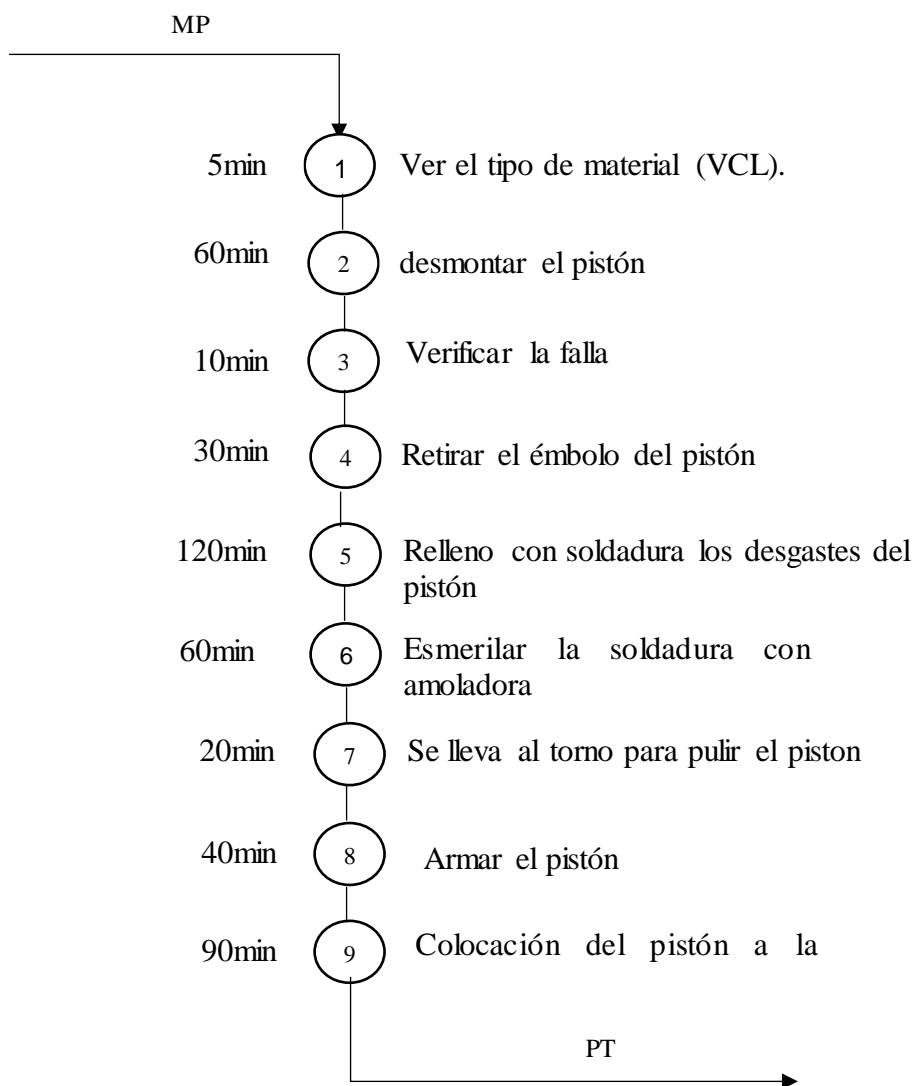 MP
5min 1 Ver el tipo de material (VCL).
60min 2 desmontar el pistón
10min 3 Verificar la falla
30min 4 Retirar el émbolo del pistón
120min 5 Relleno con soldadura los desgastes del
pistón
60min 6 Esmerilar la soldadura con
amoladora
20min 7 Se lleva al torno para pulir el piston
40min 8 Armar el pistón
90min 9 Colocación del pistón a la
PT